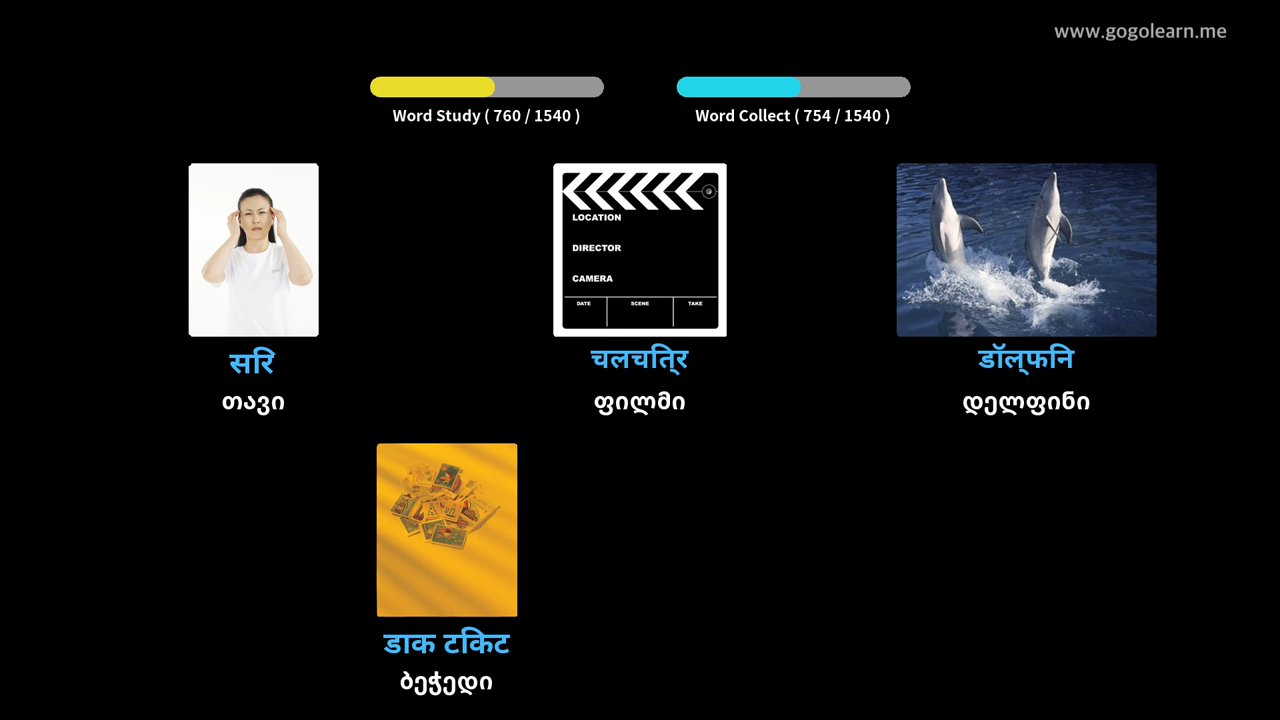 www.gogolearn.me
Word Study ( 760 / 1540 )
Word Collect ( 754 / 1540 )
LOCATION
DIRECTOR
CAMERA
DATE
SCENE
TAKE
सरि
चलचति्र
डॉल्‌फनि
თავი
ფილმი
დელფინი
डाक टकिट
ბეჭედი